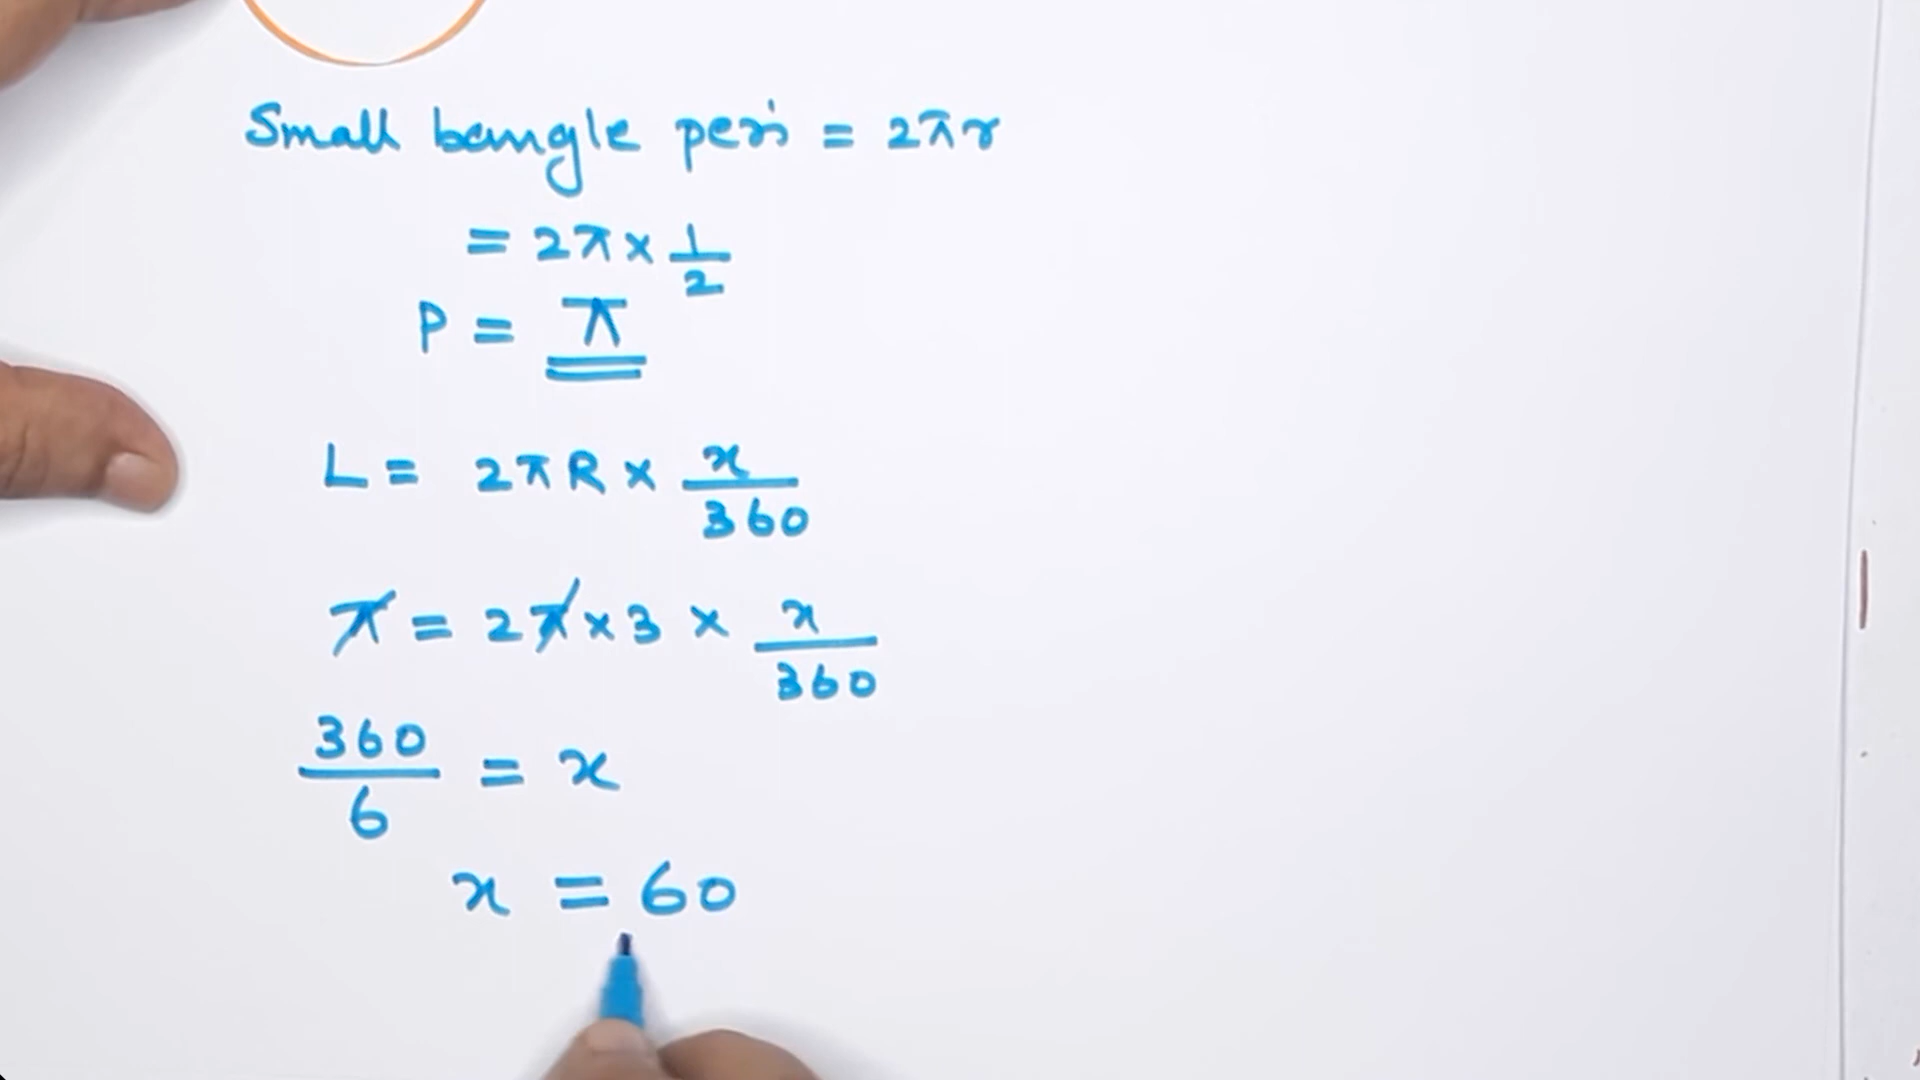 Small bangle peri = 2πr
= 2π × 1/2
P = π
L = 2πR × x/360
π = 2π × 3 × x/360
360/6 = x
x = 60